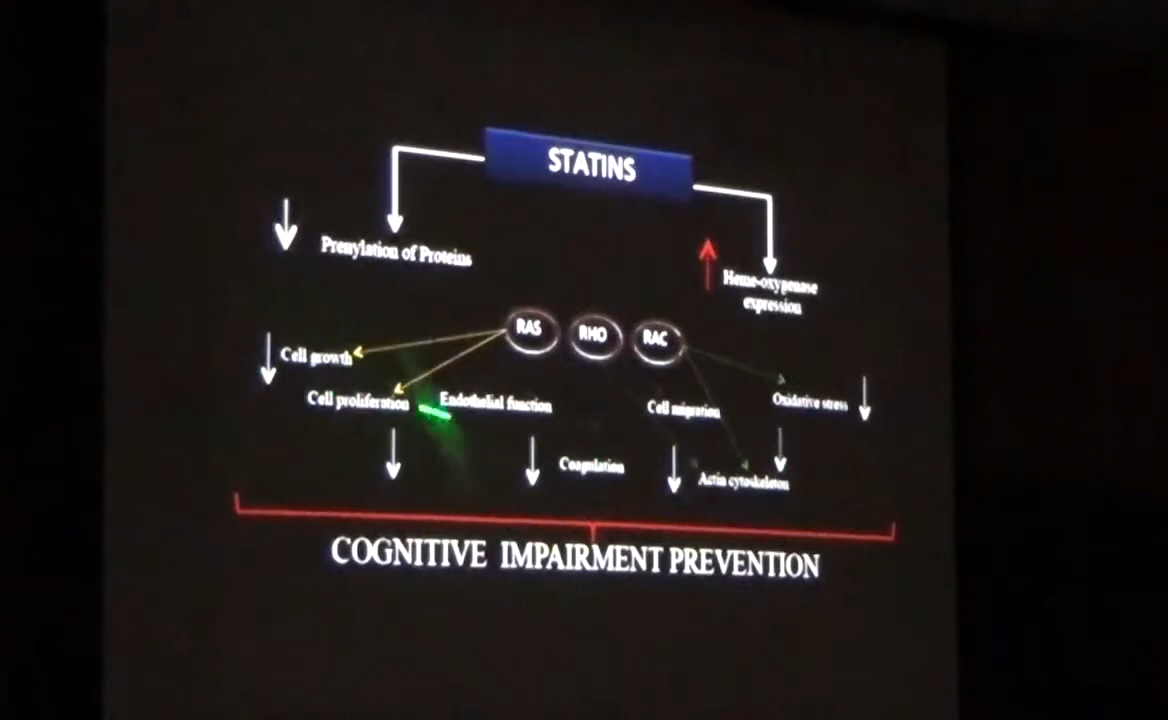 STATINS
Prenylation of Proteins
Heme-oxygenase
expression
RAS
RHO
RAC
Cell growth
Cell proliferation
Endothelial function
Cell migration
Oxidative stress
Coagulation
Actin cytoskeleton
COGNITIVE IMPAIRMENT PREVENTION